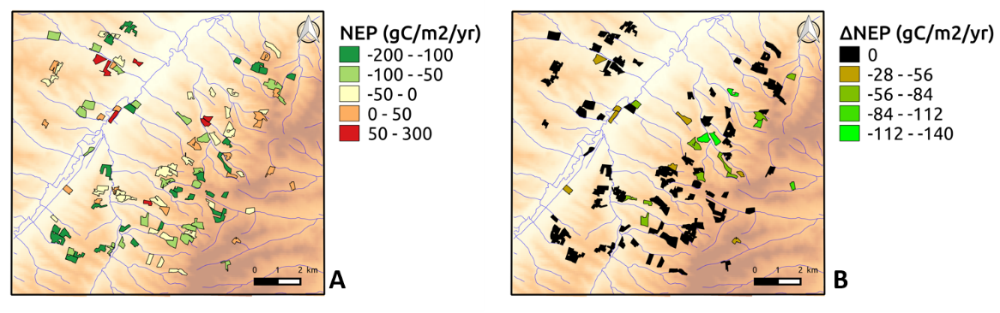 NEP (gC/m2/yr)
-200 - -100
-100 - -50
-50 - 0
0 - 50
50 - 300
0 1 2 km
A
ΔNEP (gC/m2/yr)
0
-28 - -56
-56 - -84
-84 - -112
-112 - -140
0 1 2 km
B